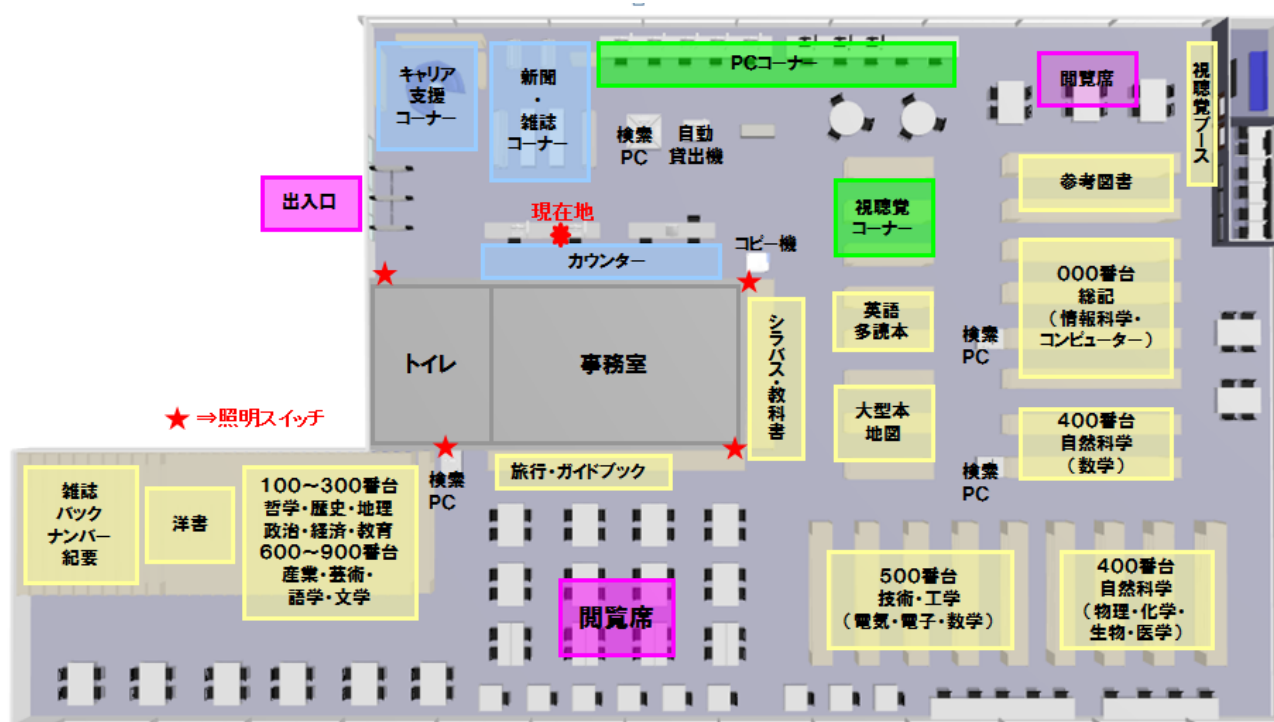 キャリア
支援
コーナー
新聞
・
雑誌
コーナー
PCコーナー
検索
PC
自動
貸出機
閲覧席
視聴覚ブース
参考図書
出入口
現在地
カウンター
コピー機
視聴覚
コーナー
000番台
総記
（情報科学・
コンピューター）
英語
多読本
検索
PC
トイレ
事務室
シラバス・教科書
大型本
地図
400番台
自然科学
（数学）
★ ⇒照明スイッチ
検索
PC
旅行・ガイドブック
検索
PC
雑誌
バック
ナンバー
紀要
洋書
100～300番台
哲学・歴史・地理
政治・経済・教育
600～900番台
産業・芸術・
語学・文学
閲覧席
500番台
技術・工学
（電気・電子・数学）
400番台
自然科学
（物理・化学・
生物・医学）